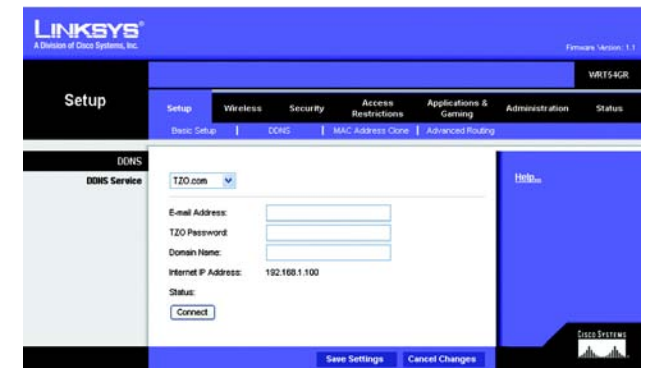 LINKSYS®
A Division of Cisco Systems, Inc.
Firmware Version: 1.1
WRT54GR
Setup
Setup Wireless Security Access Restrictions Applications & Gaming Administration Status
Basic Setup | DDNS | MAC Address Clone | Advanced Routing
DDNS
DDNS Service
TZO.com
Help...
E-mail Address:
TZO Password:
Domain Name:
Internet IP Address: 192.168.1.100
Status:
Connect
Save Settings Cancel Changes
CISCO SYSTEMS